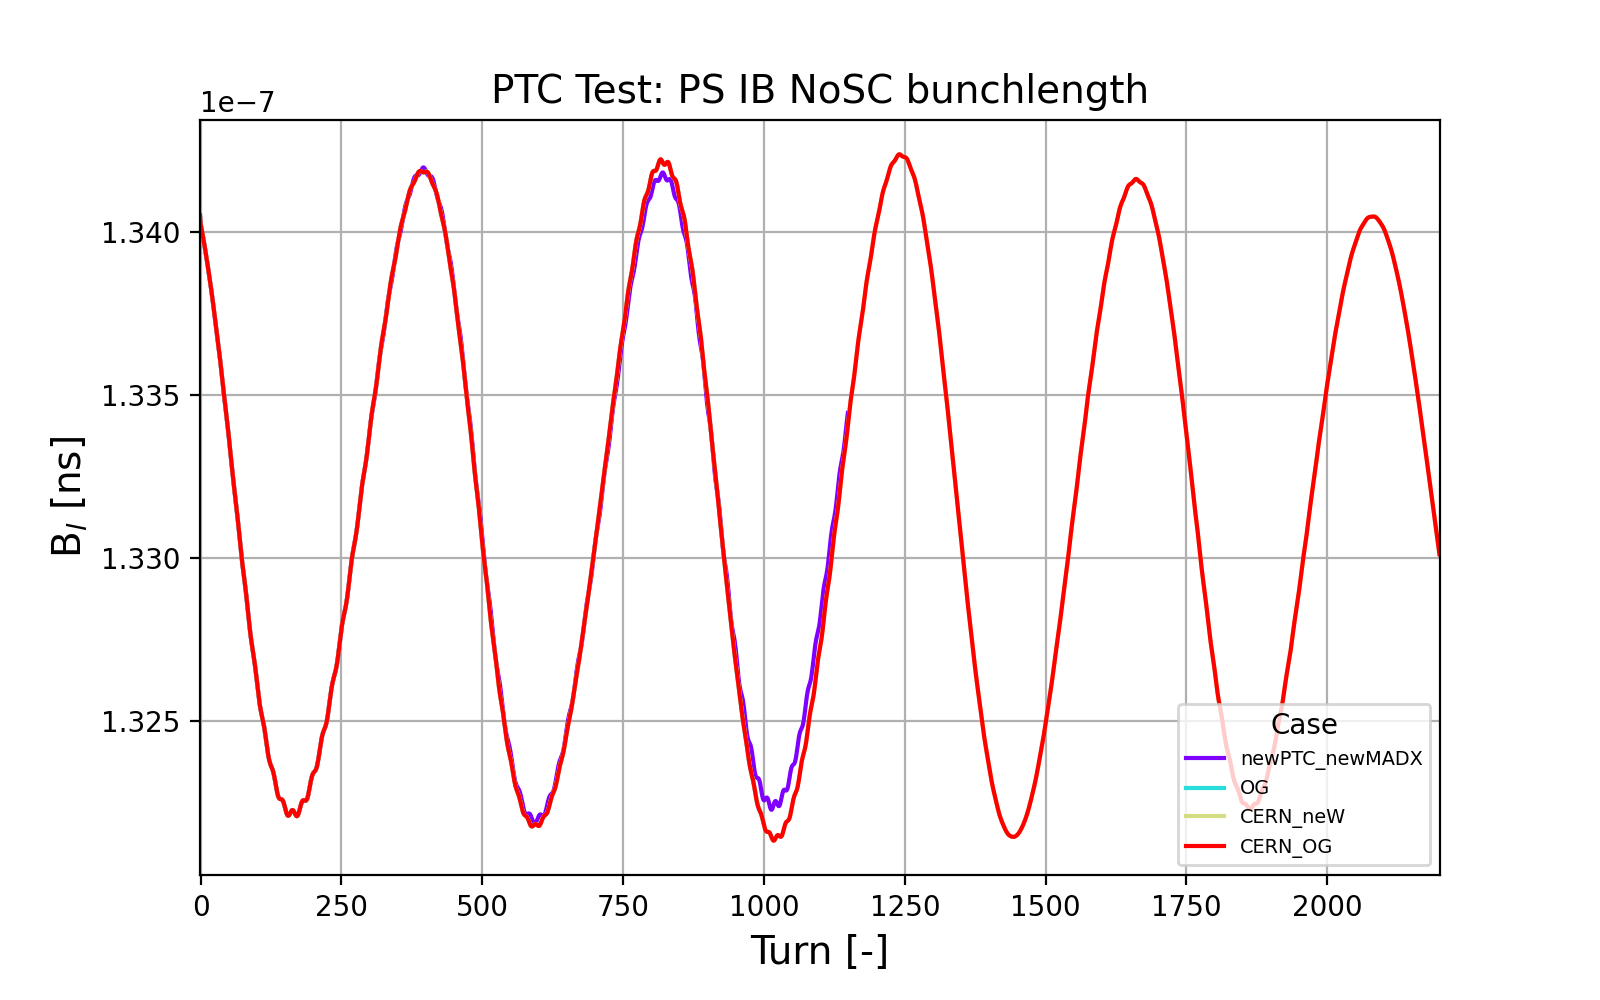 PTC Test: PS IB NoSC bunchlength
1e−7
1.340
1.335
1.330
1.325
B_l [ns]
0 250 500 750 1000 1250 1500 1750 2000
Turn [-]
Case
newPTC_newMADX
OG
CERN_neW
CERN_OG